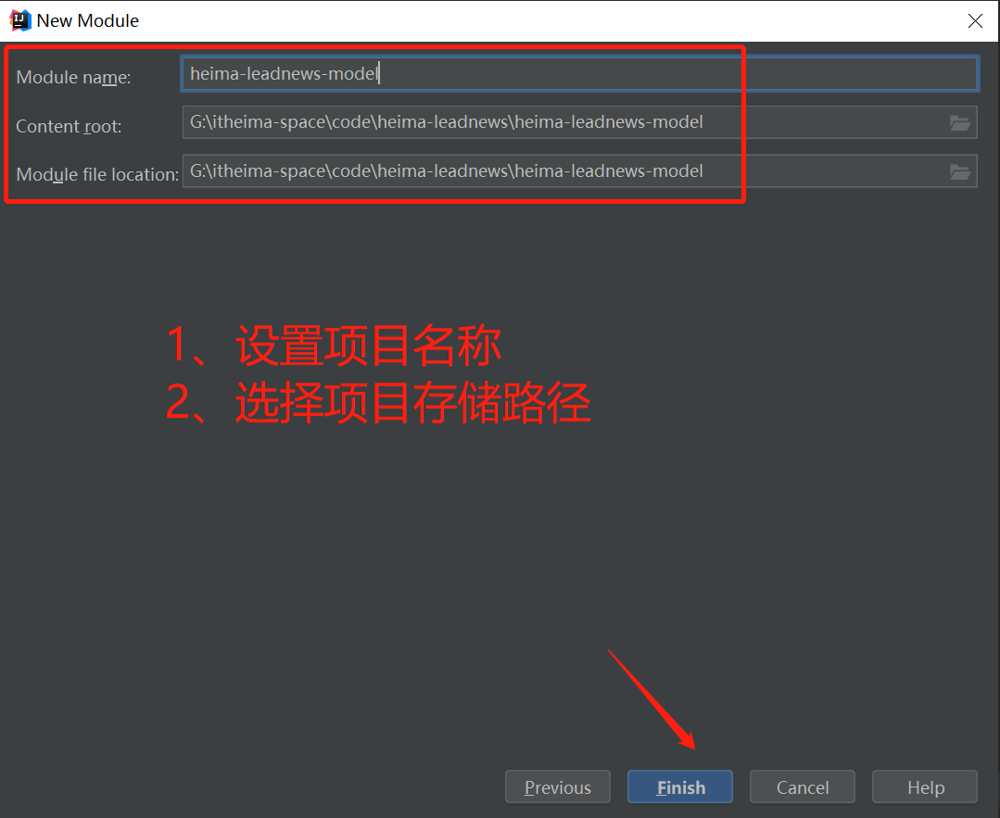 New Module
Module name: heima-leadnews-model
Content root: G:\itheima-space\code\heima-leadnews\heima-leadnews-model
Module file location: G:\itheima-space\code\heima-leadnews\heima-leadnews-model
1、设置项目名称
2、选择项目存储路径
Previous Finish Cancel Help